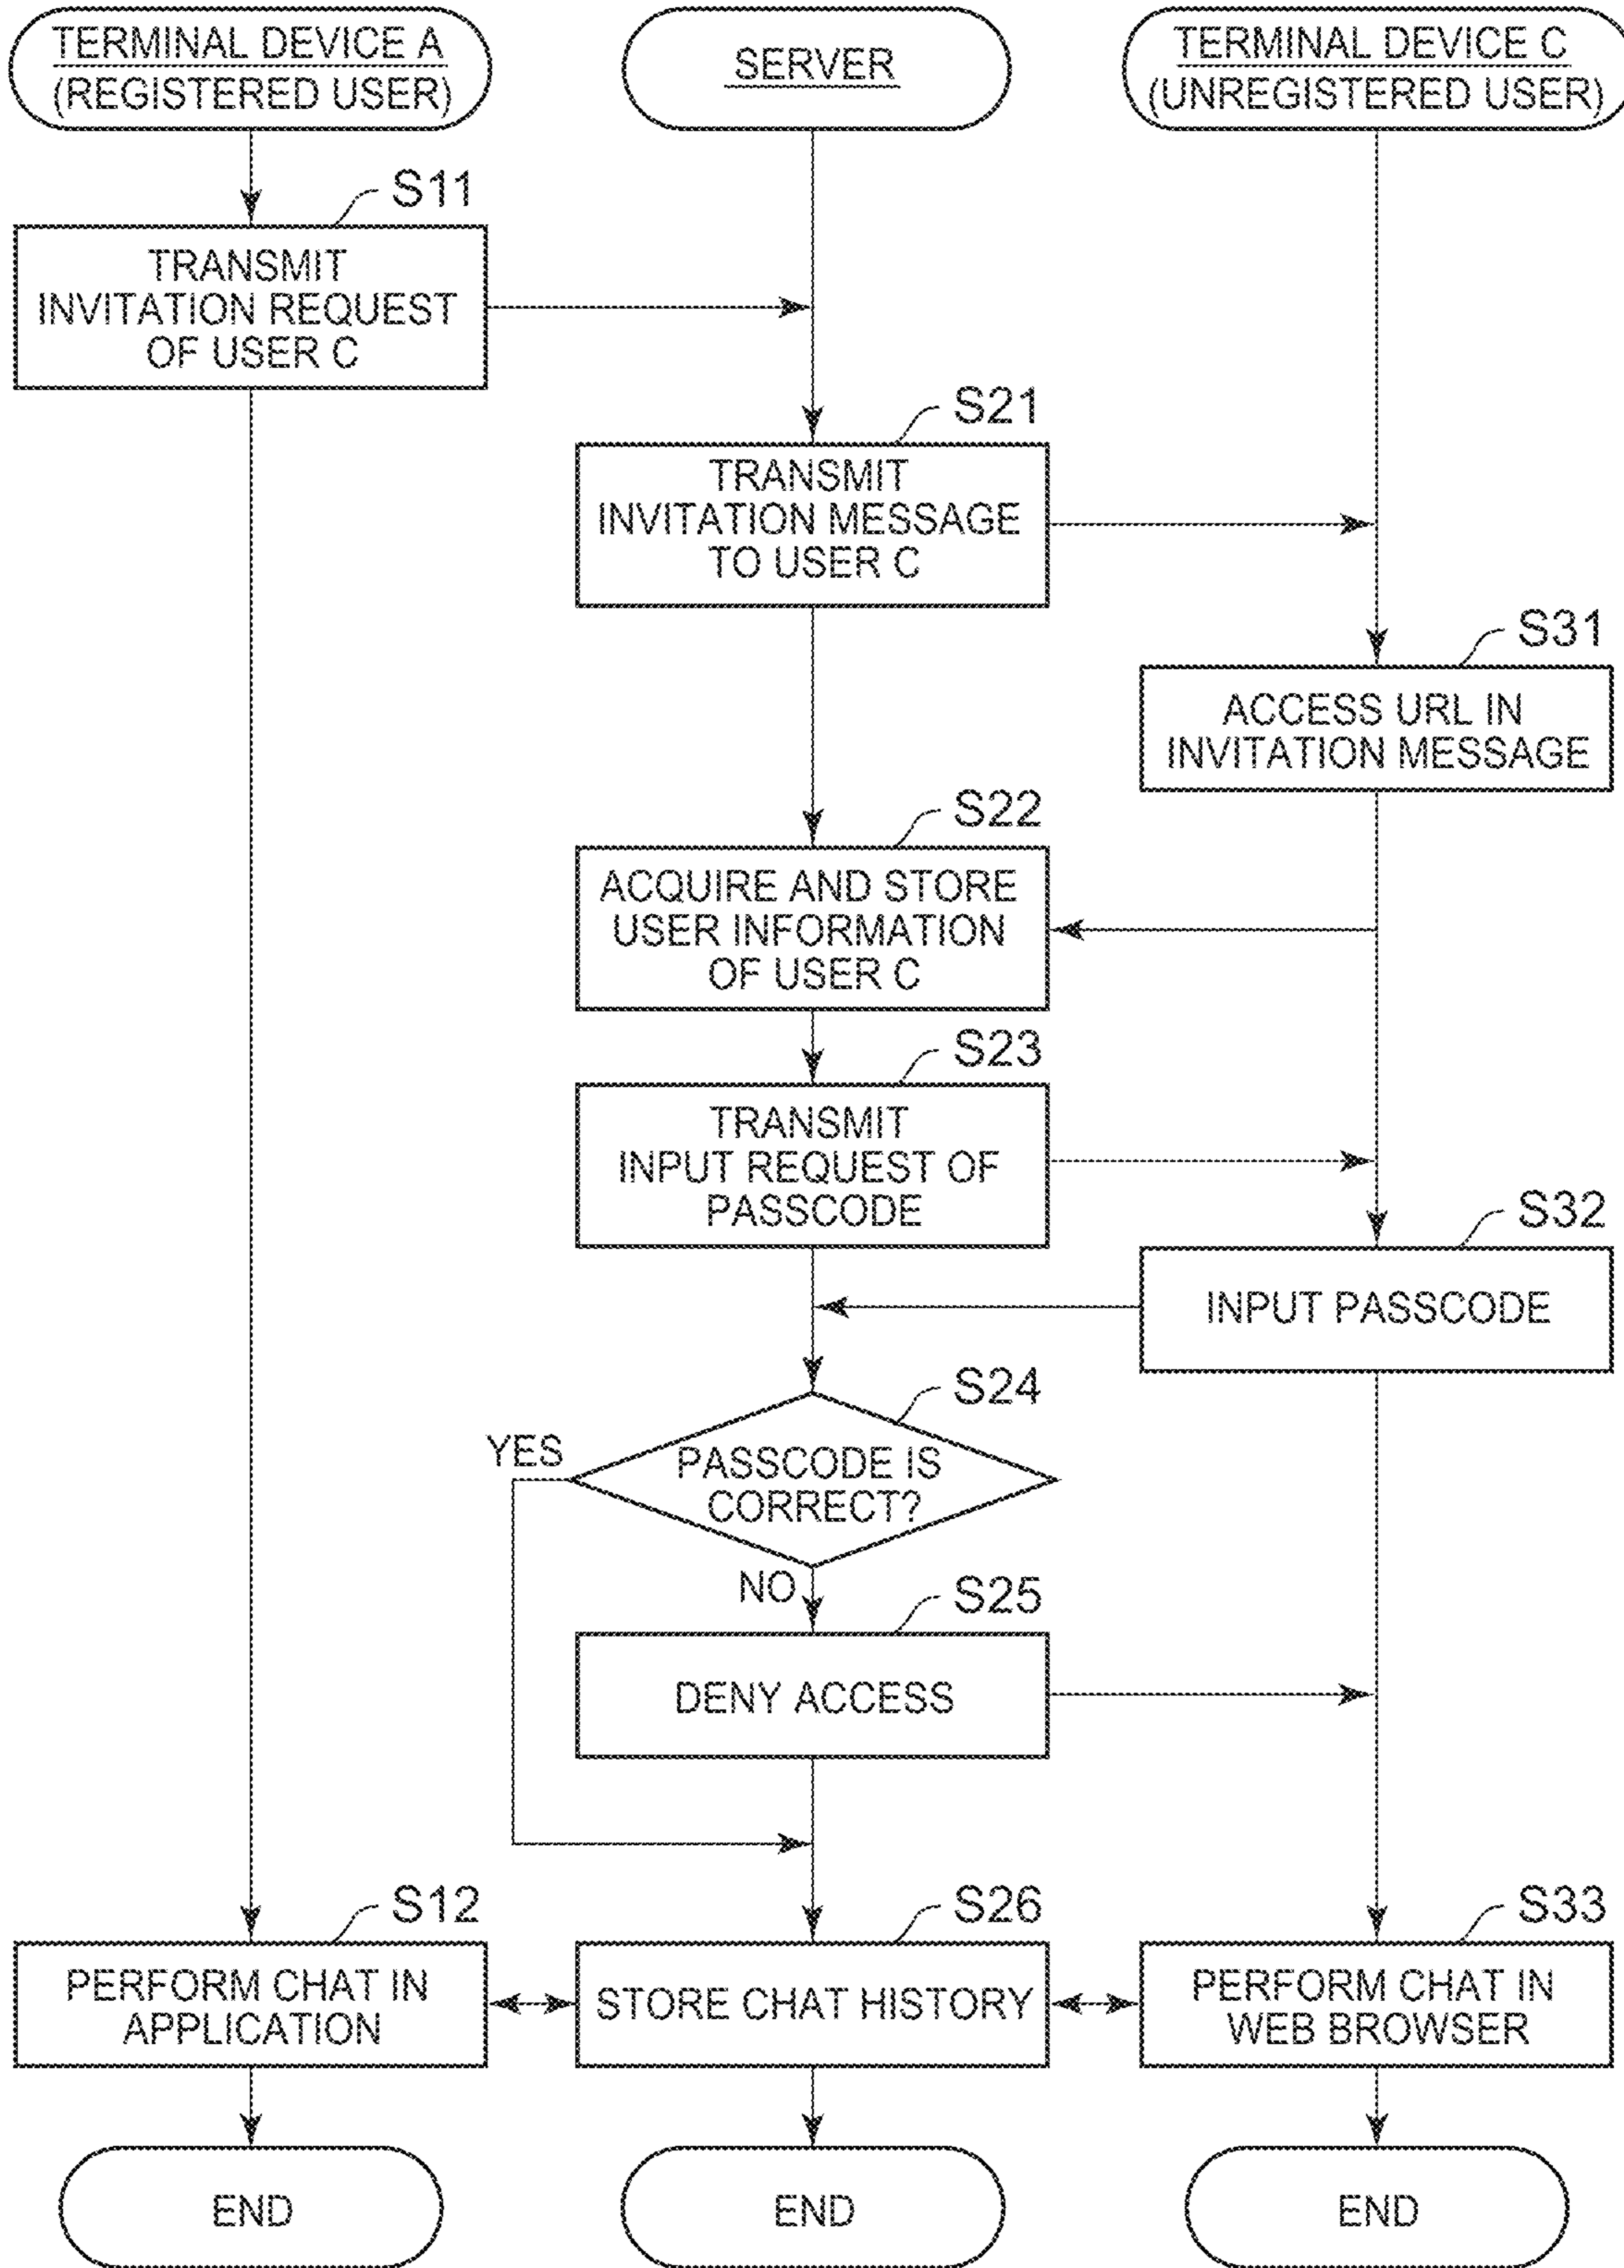 TERMINAL DEVICE A
(REGISTERED USER)
SERVER
TERMINAL DEVICE C
(UNREGISTERED USER)
S11
TRANSMIT
INVITATION REQUEST
OF USER C
S21
TRANSMIT
INVITATION MESSAGE
TO USER C
S31
ACCESS URL IN
INVITATION MESSAGE
S22
ACQUIRE AND STORE
USER INFORMATION
OF USER C
S23
TRANSMIT
INPUT REQUEST OF
PASSCODE
S32
INPUT PASSCODE
S24
YES
PASSCODE IS
CORRECT?
NO
S25
DENY ACCESS
S12
PERFORM CHAT IN
APPLICATION
S26
STORE CHAT HISTORY
S33
PERFORM CHAT IN
WEB BROWSER
END
END
END